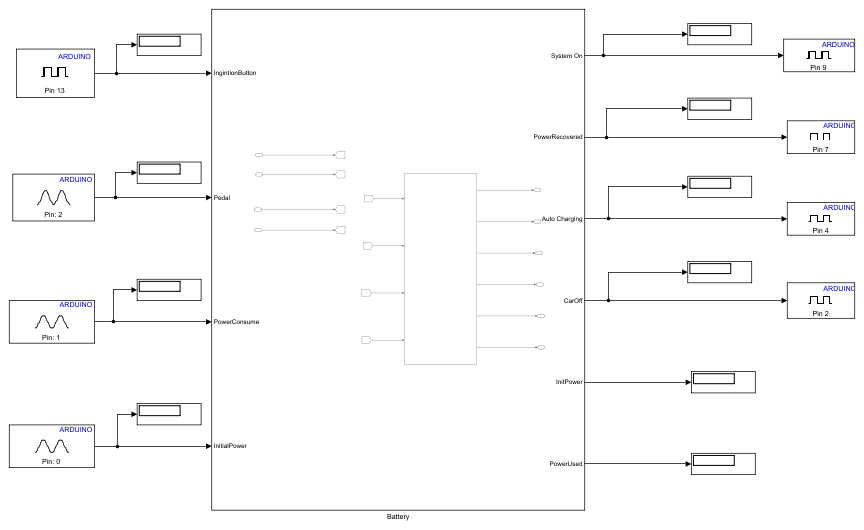 ARDUINO
Pin 13
IngintionButton
ARDUINO
Pin: 2
Pedal
ARDUINO
Pin: 1
PowerConsume
ARDUINO
Pin: 0
InitialPower
System On
ARDUINO
Pin 9
PowerRecovered
ARDUINO
Pin 7
Auto Charging
ARDUINO
Pin 4
CarOff
ARDUINO
Pin 2
InitPower
PowerUsed
Battery